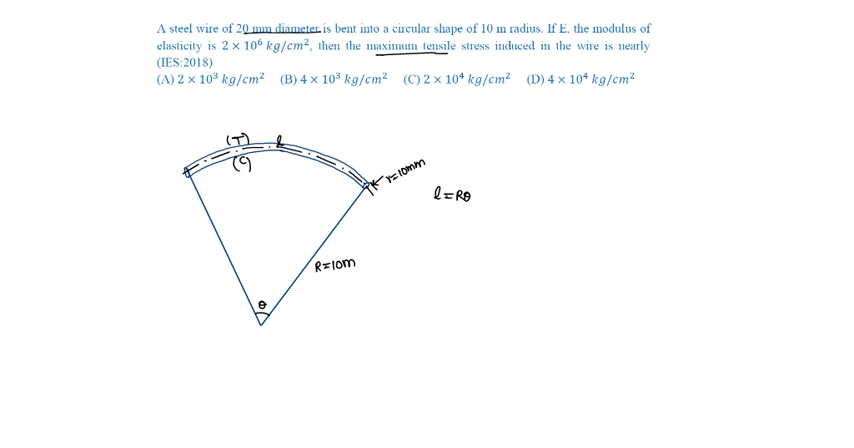 A steel wire of 20 mm diameter is bent into a circular shape of 10 m radius. If E, the modulus of
elasticity is 2 × 10⁶ kg/cm², then the maximum tensile stress induced in the wire is nearly
(IES:2018)
(A) 2 × 10³ kg/cm² (B) 4 × 10³ kg/cm² (C) 2 × 10⁴ kg/cm² (D) 4 × 10⁴ kg/cm²
(T) l
(C)
r=10mm
l=Rθ
R=10m
θ